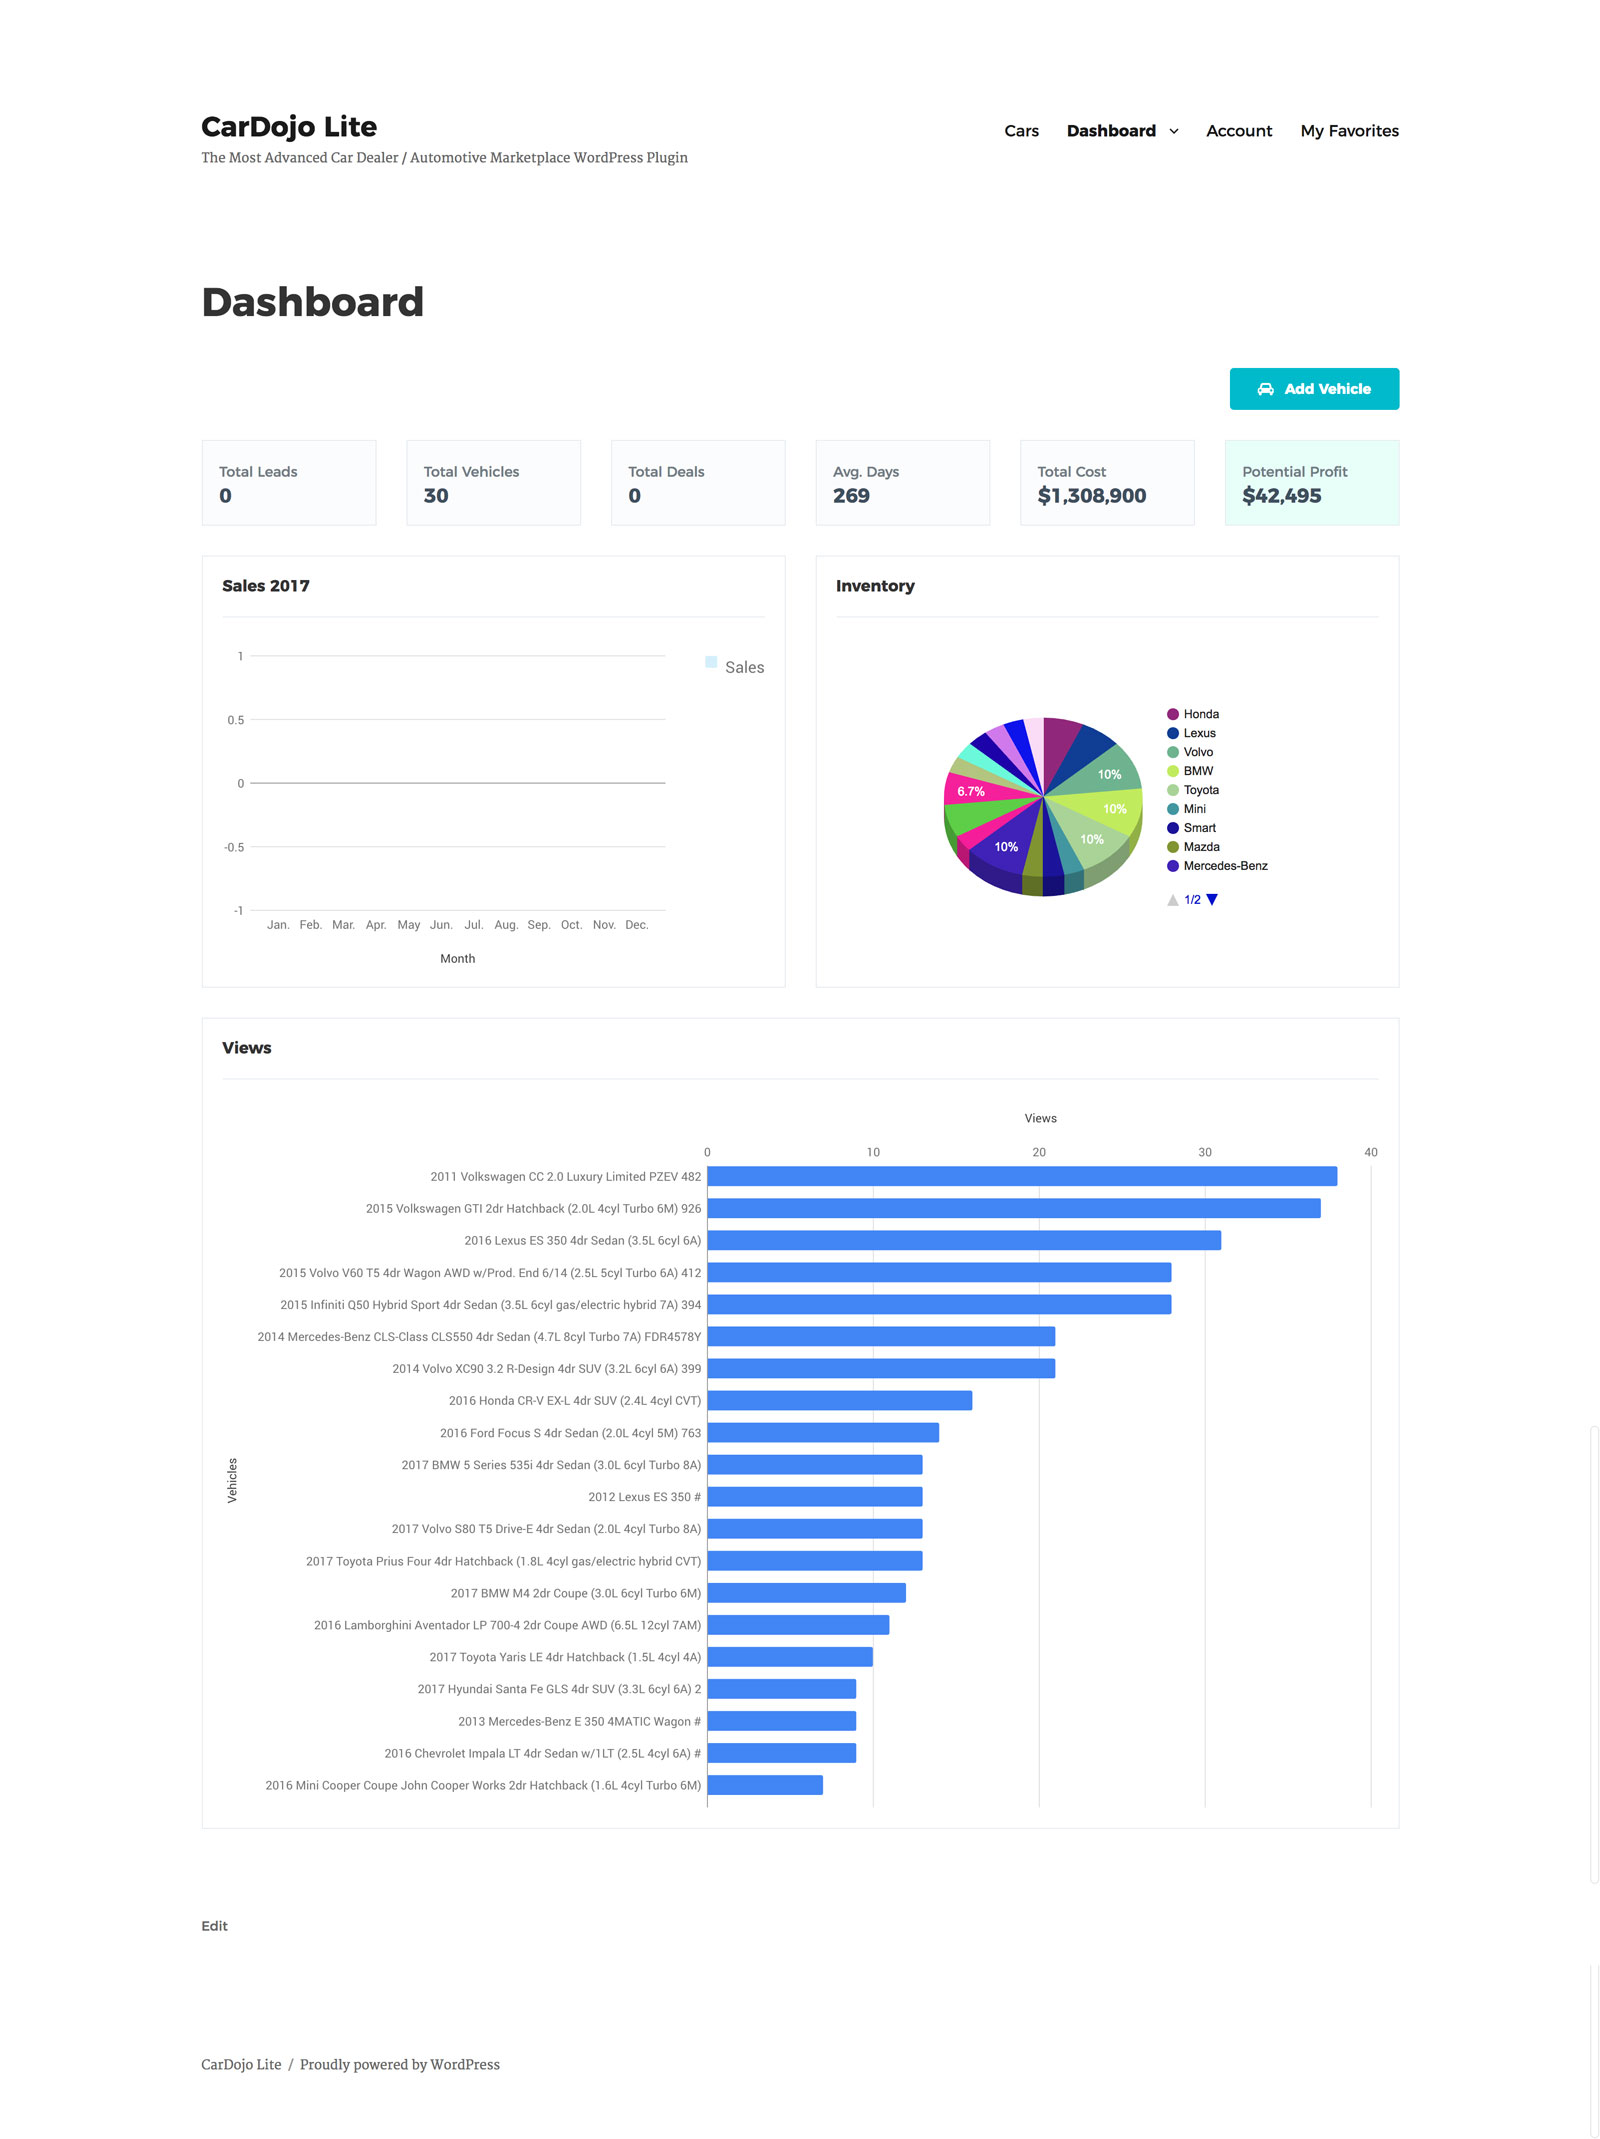 CarDojo Lite
The Most Advanced Car Dealer / Automotive Marketplace WordPress Plugin
Cars Dashboard Account My Favorites
Dashboard
Add Vehicle
Total Leads
0
Total Vehicles
30
Total Deals
0
Avg. Days
269
Total Cost
$1,308,900
Potential Profit
$42,495
Sales 2017
1
0.5
0
-0.5
-1
Jan. Feb. Mar. Apr. May Jun. Jul. Aug. Sep. Oct. Nov. Dec.
Month
Sales
Inventory
10%
10%
10%
10%
6.7%
Honda
Lexus
Volvo
BMW
Toyota
Mini
Smart
Mazda
Mercedes-Benz
1/2
Views
Views
0 10 20 30 40
Vehicles
2011 Volkswagen CC 2.0 Luxury Limited PZEV 482
2015 Volkswagen GTI 2dr Hatchback (2.0L 4cyl Turbo 6M) 926
2016 Lexus ES 350 4dr Sedan (3.5L 6cyl 6A)
2015 Volvo V60 T5 4dr Wagon AWD w/Prod. End 6/14 (2.5L 5cyl Turbo 6A) 412
2015 Infiniti Q50 Hybrid Sport 4dr Sedan (3.5L 6cyl gas/electric hybrid 7A) 394
2014 Mercedes-Benz CLS-Class CLS550 4dr Sedan (4.7L 8cyl Turbo 7A) FDR4578Y
2014 Volvo XC90 3.2 R-Design 4dr SUV (3.2L 6cyl 6A) 399
2016 Honda CR-V EX-L 4dr SUV (2.4L 4cyl CVT)
2016 Ford Focus S 4dr Sedan (2.0L 4cyl 5M) 763
2017 BMW 5 Series 535i 4dr Sedan (3.0L 6cyl Turbo 8A)
2012 Lexus ES 350 #
2017 Volvo S80 T5 Drive-E 4dr Sedan (2.0L 4cyl Turbo 8A)
2017 Toyota Prius Four 4dr Hatchback (1.8L 4cyl gas/electric hybrid CVT)
2017 BMW M4 2dr Coupe (3.0L 6cyl Turbo 6M)
2016 Lamborghini Aventador LP 700-4 2dr Coupe AWD (6.5L 12cyl 7AM)
2017 Toyota Yaris LE 4dr Hatchback (1.5L 4cyl 4A)
2017 Hyundai Santa Fe GLS 4dr SUV (3.3L 6cyl 6A) 2
2013 Mercedes-Benz E 350 4MATIC Wagon #
2016 Chevrolet Impala LT 4dr Sedan w/1LT (2.5L 4cyl 6A) #
2016 Mini Cooper Coupe John Cooper Works 2dr Hatchback (1.6L 4cyl Turbo 6M)
Edit
CarDojo Lite / Proudly powered by WordPress